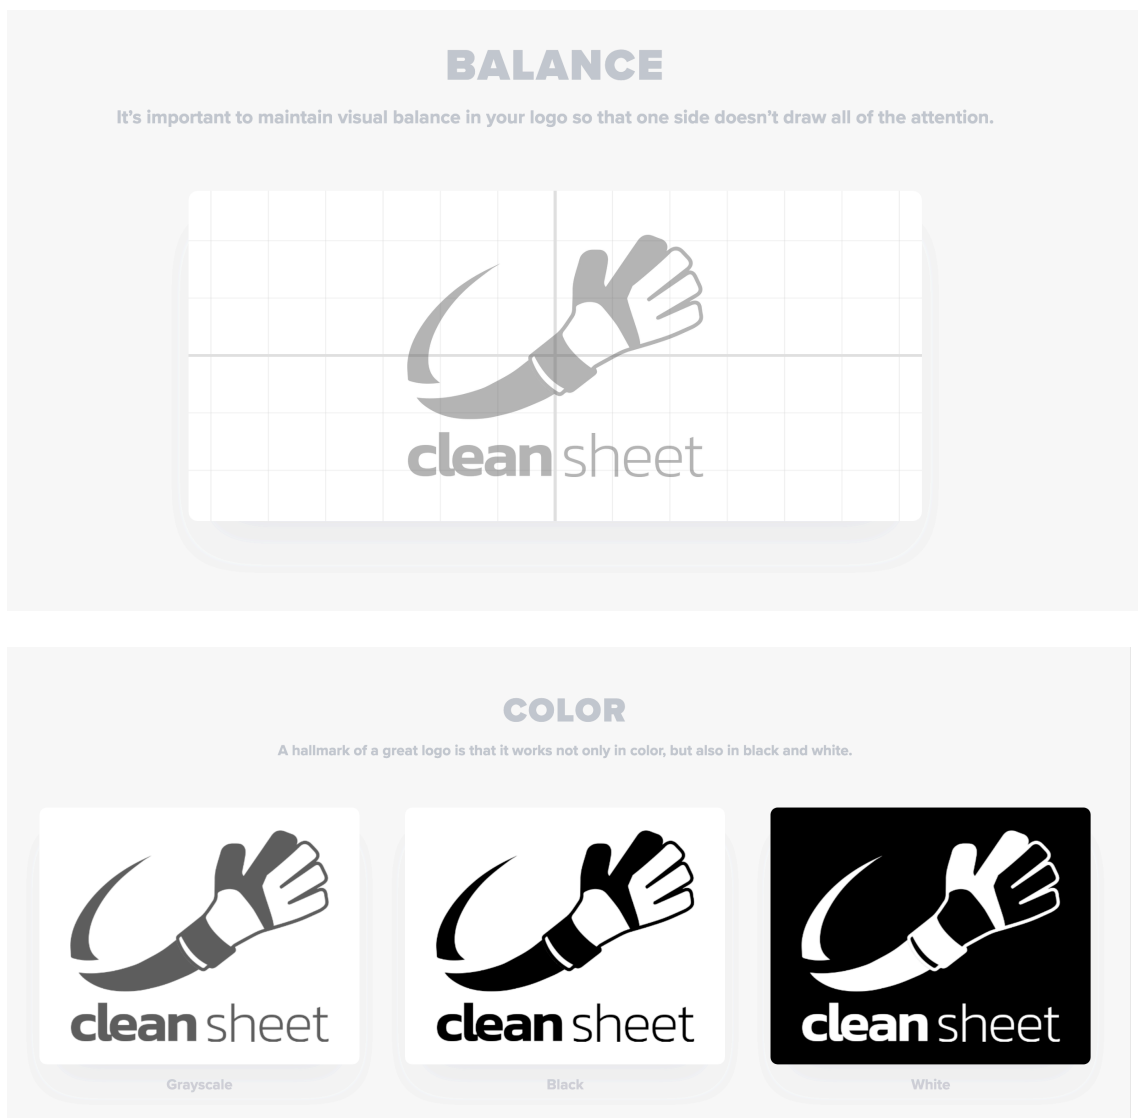 BALANCE
It’s important to maintain visual balance in your logo so that one side doesn’t draw all of the attention.
clean sheet
COLOR
A hallmark of a great logo is that it works not only in color, but also in black and white.
clean sheet
clean sheet
clean sheet
Grayscale
Black
White